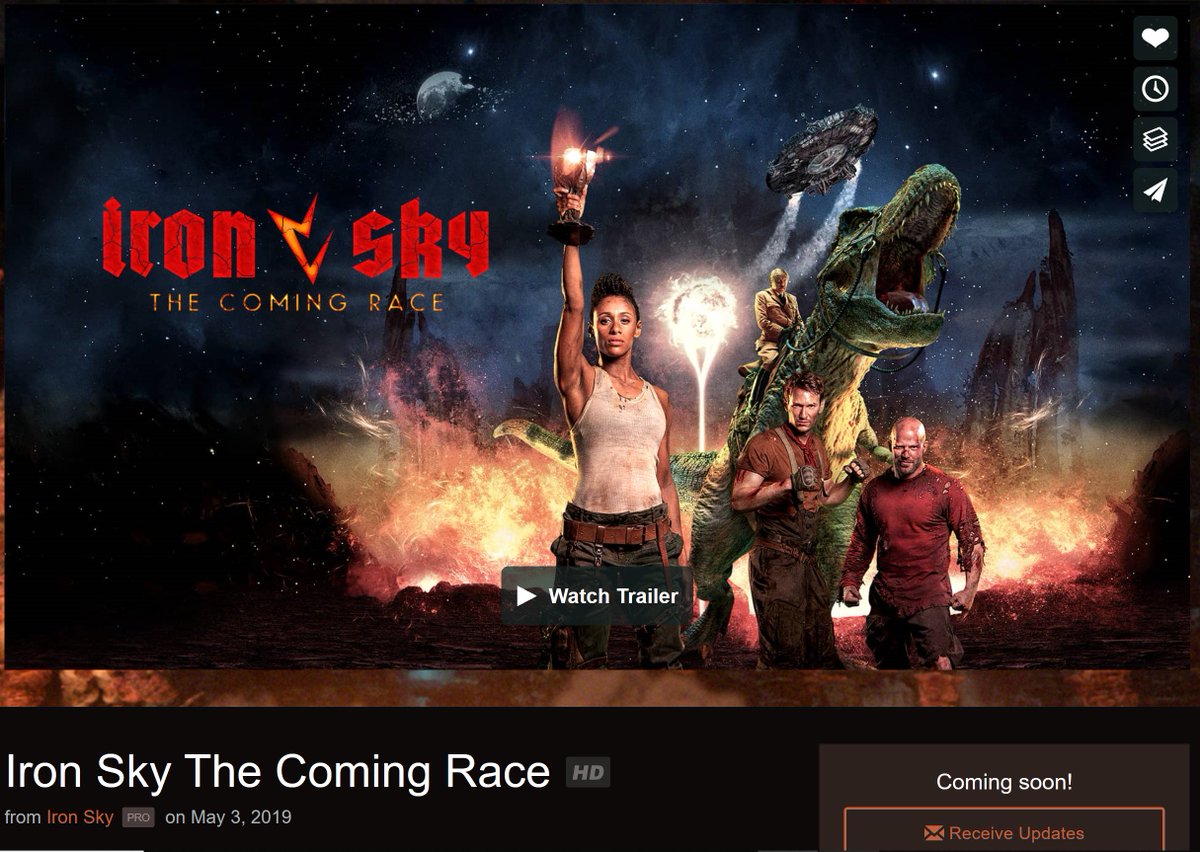 iron sky
THE COMING RACE
Watch Trailer
Iron Sky The Coming Race HD
from Iron Sky PRO on May 3, 2019
Coming soon!
Receive Updates